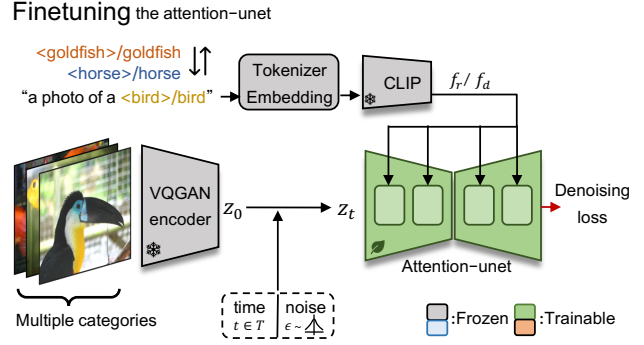 Finetuning the attention-unet
<goldfish>/goldfish
<horse>/horse
"a photo of a <bird>/bird"
Tokenizer
Embedding
CLIP
f_r / f_d
VQGAN
encoder
z_0
z_t
Denoising
loss
Attention-unet
Multiple categories
time
t ∈ T
noise
ϵ ~
:Frozen
:Trainable